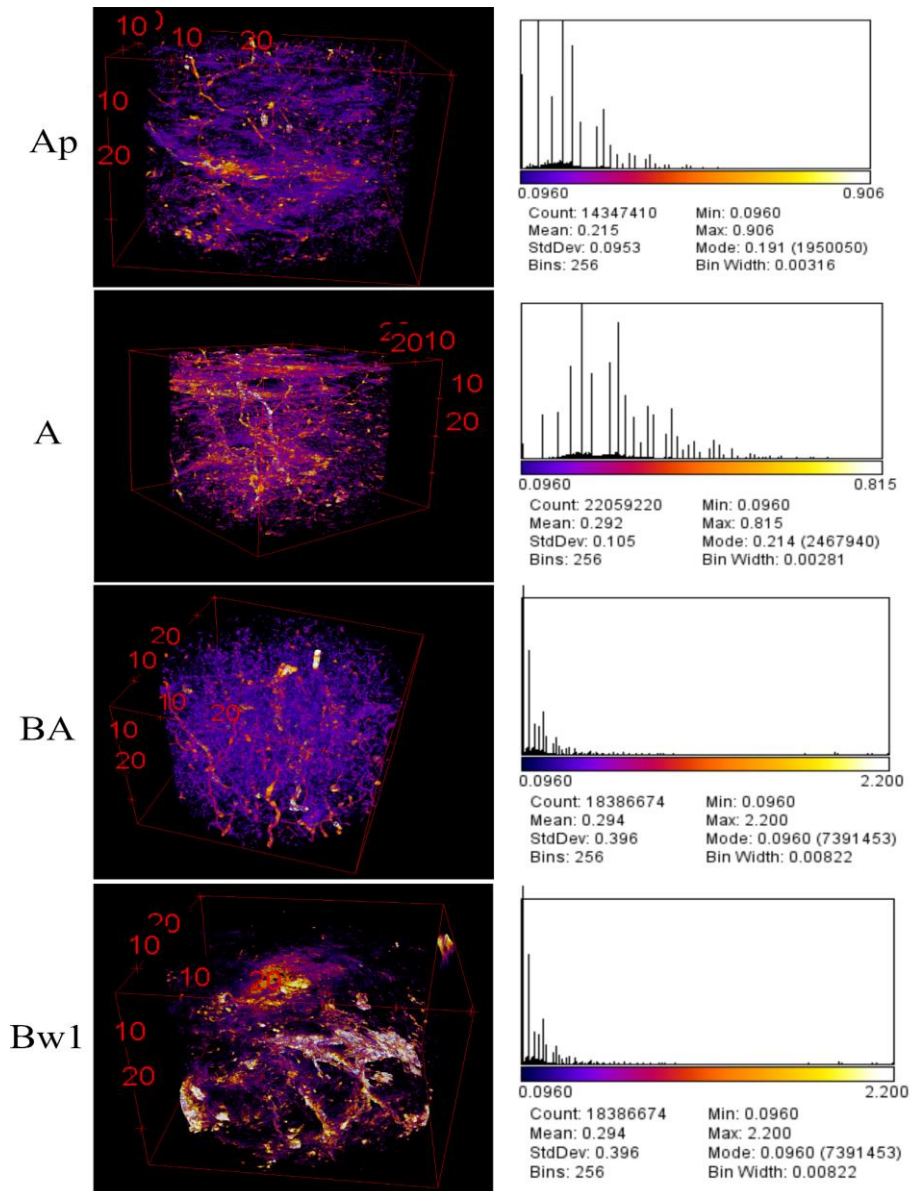 Ap
10
10 20
10
20
0.0960 0.906
Count: 14347410 Min: 0.0960
Mean: 0.215 Max: 0.906
StdDev: 0.0953 Mode: 0.191 (1950050)
Bins: 256 Bin Width: 0.00316
A
2010
10
20
0.0960 0.815
Count: 22059220 Min: 0.0960
Mean: 0.292 Max: 0.815
StdDev: 0.105 Mode: 0.214 (2467940)
Bins: 256 Bin Width: 0.00281
BA
20
10
10 20
10
20
0.0960 2.200
Count: 18386674 Min: 0.0960
Mean: 0.294 Max: 2.200
StdDev: 0.396 Mode: 0.0960 (7391453)
Bins: 256 Bin Width: 0.00822
Bw1
20
10
10 20
10
20
0.0960 2.200
Count: 18386674 Min: 0.0960
Mean: 0.294 Max: 2.200
StdDev: 0.396 Mode: 0.0960 (7391453)
Bins: 256 Bin Width: 0.00822